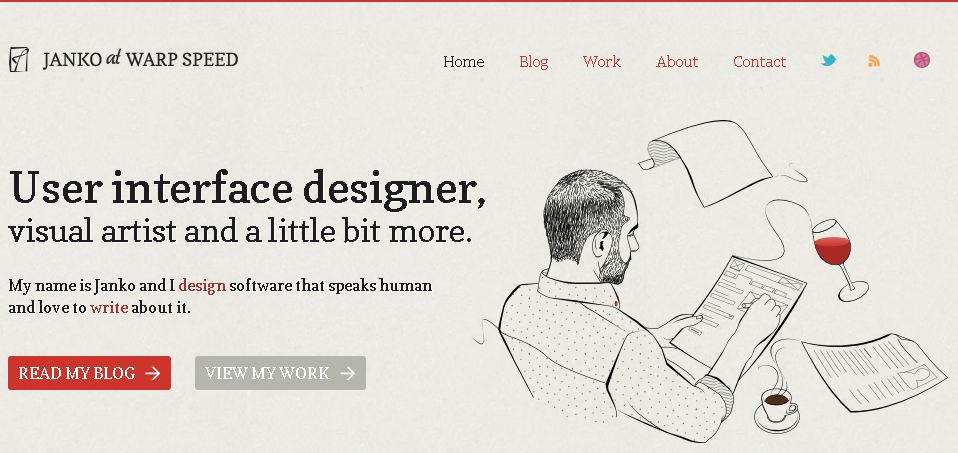 JANKO at WARP SPEED
Home Blog Work About Contact
User interface designer,
visual artist and a little bit more.
My name is Janko and I design software that speaks human
and love to write about it.
READ MY BLOG → VIEW MY WORK →